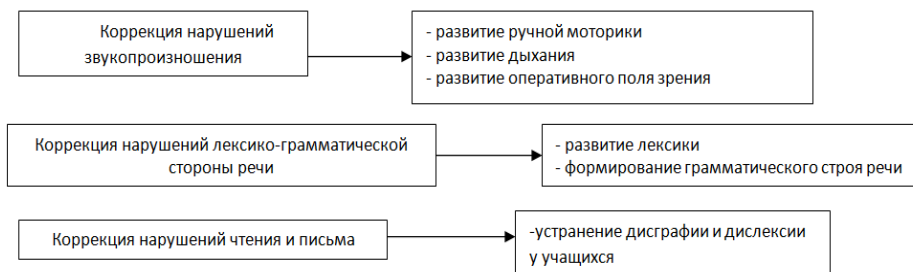 Коррекция нарушений
звукопроизношения
- развитие ручной моторики
- развитие дыхания
- развитие оперативного поля зрения
Коррекция нарушений лексико-грамматической
стороны речи
- развитие лексики
- формирование грамматического строя речи
Коррекция нарушений чтения и письма
-устранение дисграфии и дислексии
у учащихся